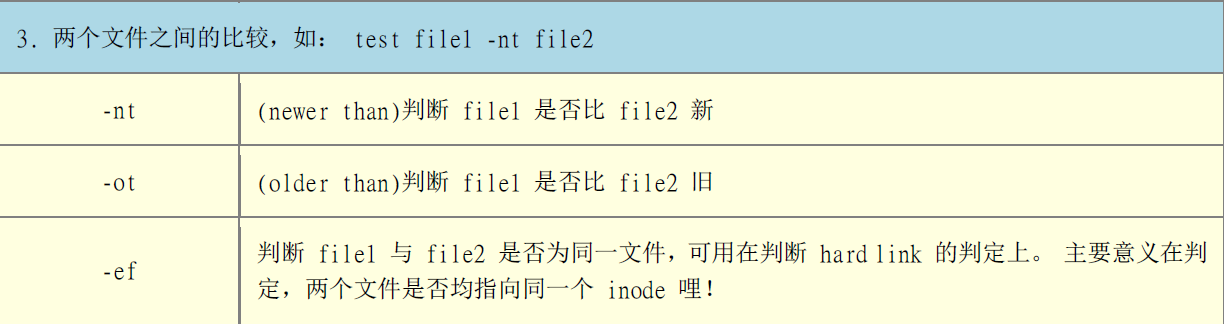 3. 两个文件之间的比较，如： test file1 -nt file2
-nt
(newer than)判断 file1 是否比 file2 新
-ot
(older than)判断 file1 是否比 file2 旧
-ef
判断 file1 与 file2 是否为同一文件，可用在判断 hard link 的判定上。 主要意义在判
定，两个文件是否均指向同一个 inode 哩！